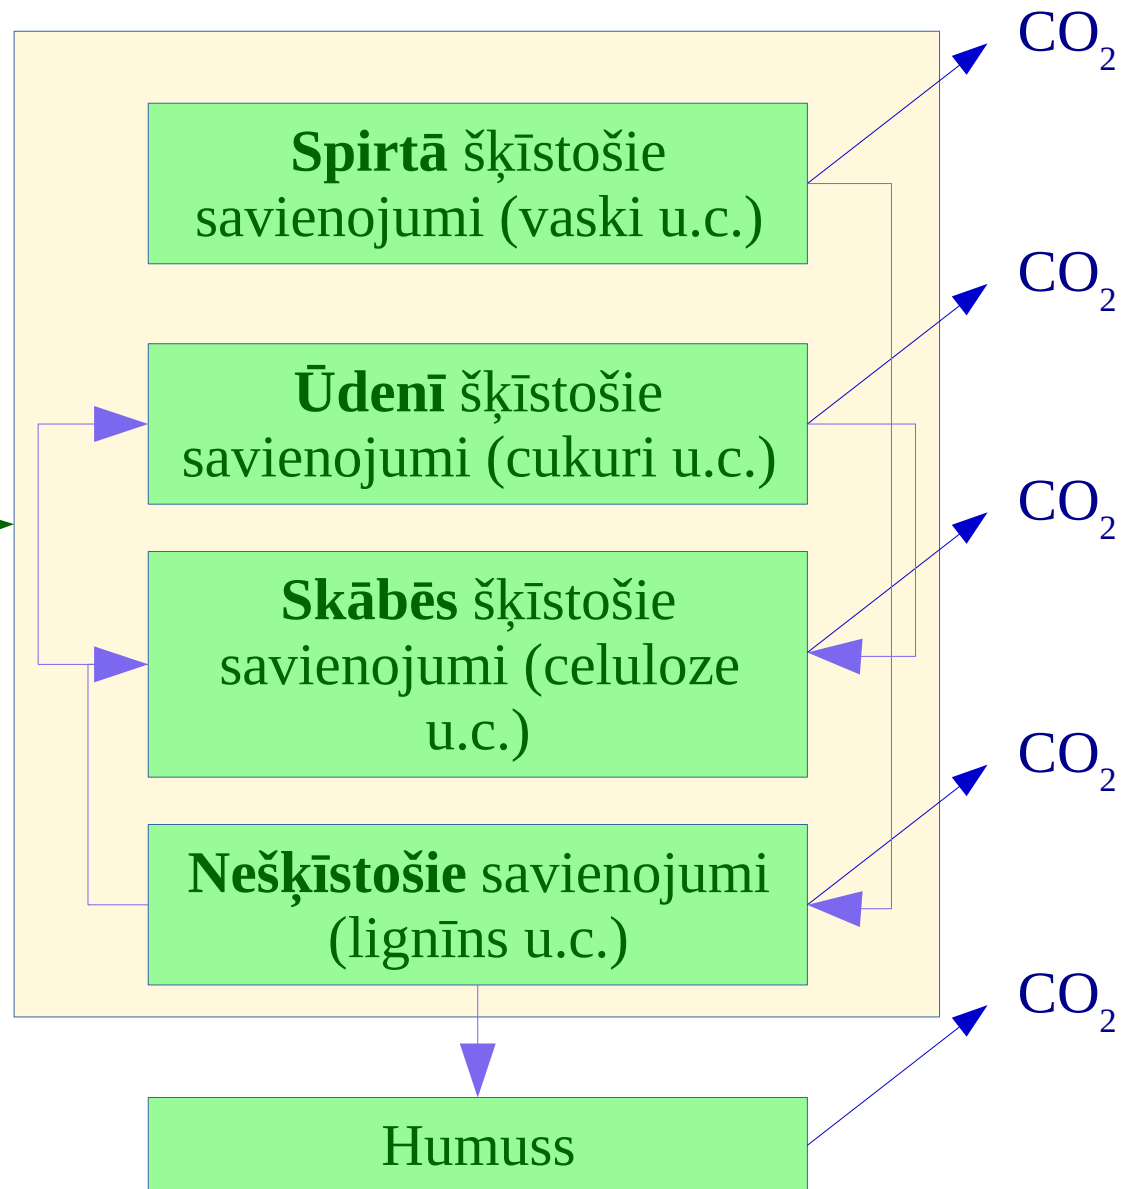 CO₂
Spirtā šķīstošie
savienojumi (vaski u.c.)
CO₂
Ūdenī šķīstošie
savienojumi (cukuri u.c.)
CO₂
Skābēs šķīstošie
savienojumi (celuloze
u.c.)
CO₂
Nešķīstošie savienojumi
(lignīns u.c.)
CO₂
Humuss